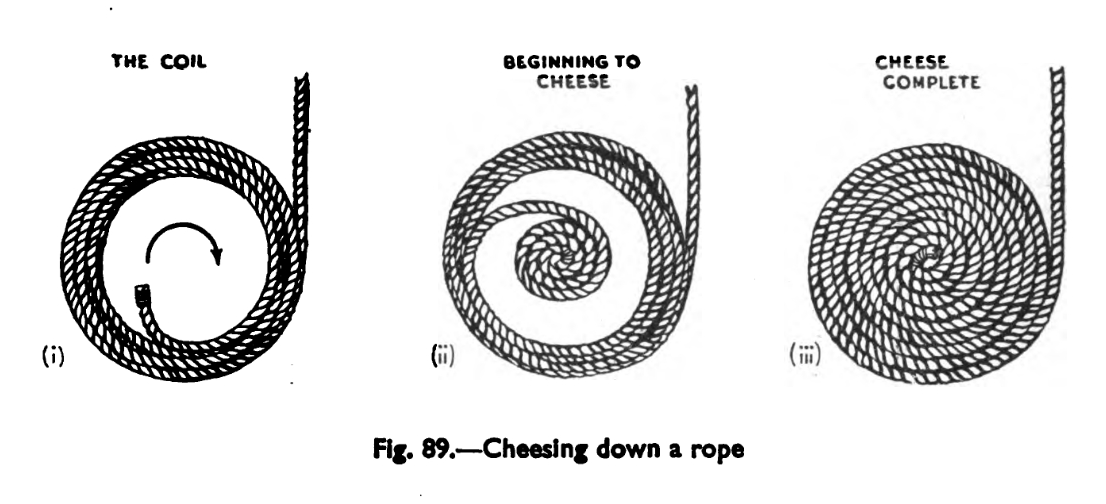 THE COIL
BEGINNING TO
CHEESE
CHEESE
COMPLETE
(i)
(ii)
(iii)
Fig. 89.—Cheesing down a rope